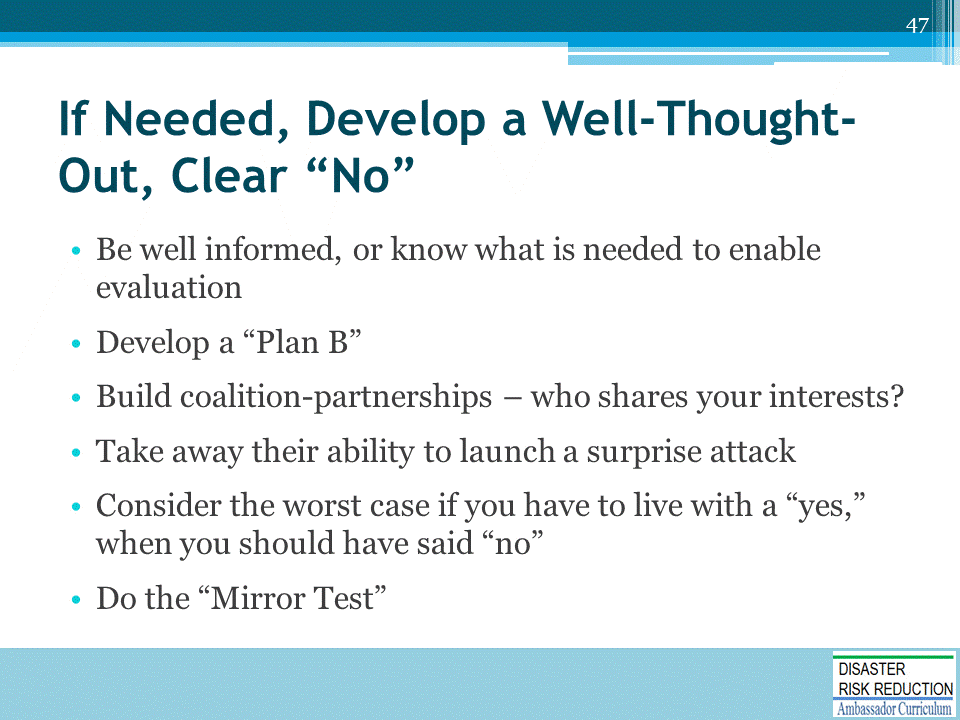 47
If Needed, Develop a Well-Thought-
Out, Clear “No”
• Be well informed, or know what is needed to enable
evaluation
• Develop a “Plan B”
• Build coalition-partnerships – who shares your interests?
• Take away their ability to launch a surprise attack
• Consider the worst case if you have to live with a “yes,”
when you should have said “no”
• Do the “Mirror Test”
DISASTER
RISK REDUCTION
Ambassador Curriculum